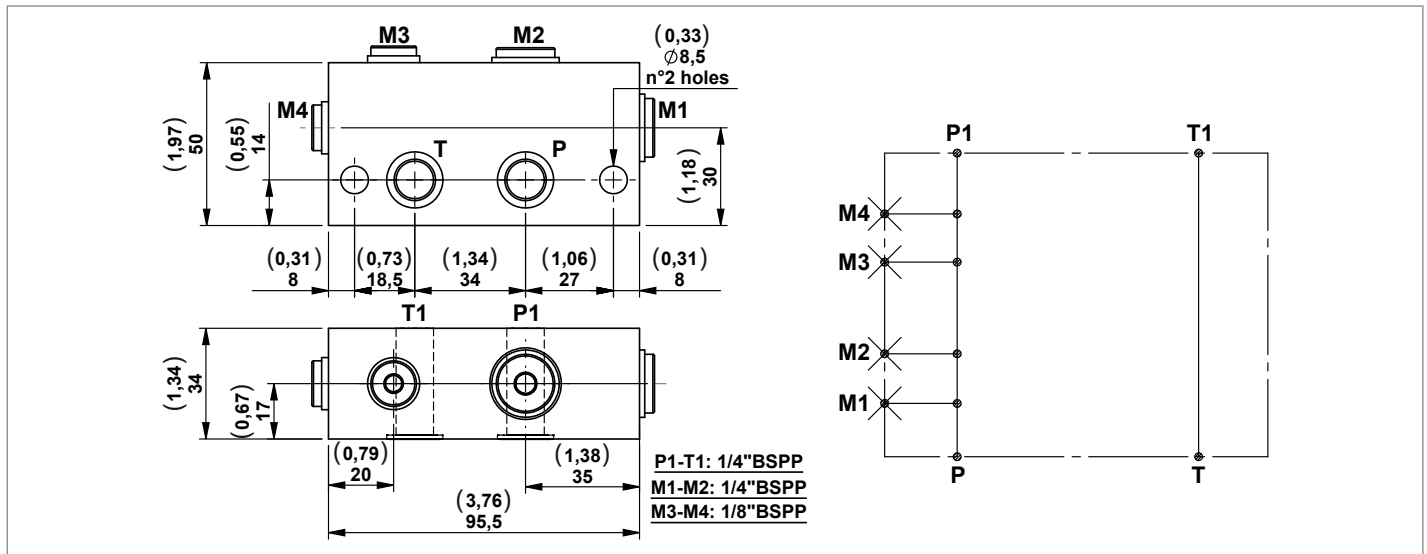 M3
M2
(0,33)
∅8,5
n°2 holes
M4
M1
(1,97)
50
(0,55)
14
T
P
(1,18)
30
(0,31)
8
(0,73)
18,5
(1,34)
34
(1,06)
27
(0,31)
8
T1
P1
(1,34)
34
(0,67)
17
(0,79)
20
(1,38)
35
(3,76)
95,5
P1-T1: 1/4"BSPP
M1-M2: 1/4"BSPP
M3-M4: 1/8"BSPP
P1
T1
M4
M3
M2
M1
P
T